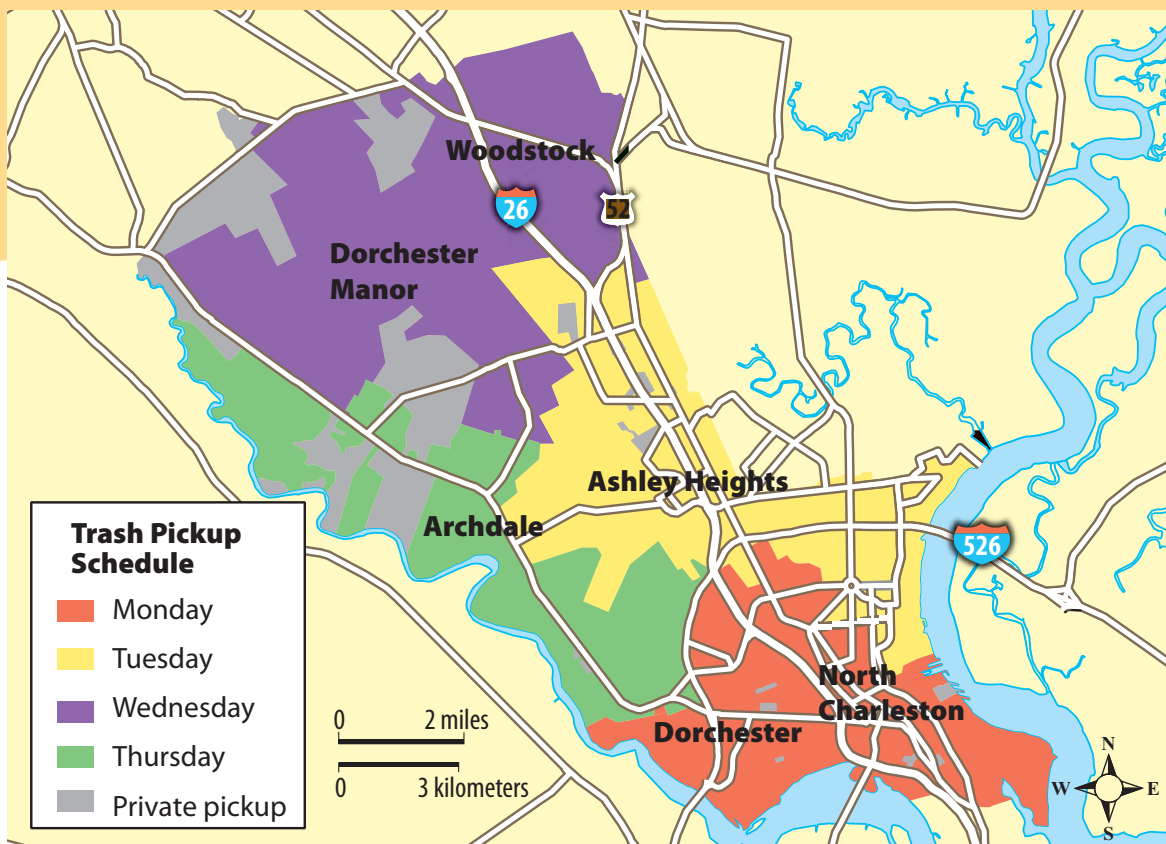 Woodstock
26
52
Dorchester
Manor
Ashley Heights
Archdale
526
North
Charleston
Dorchester
Trash Pickup
Schedule
Monday
Tuesday
Wednesday
Thursday
Private pickup
0 2 miles
0 3 kilometers
N
W E
S